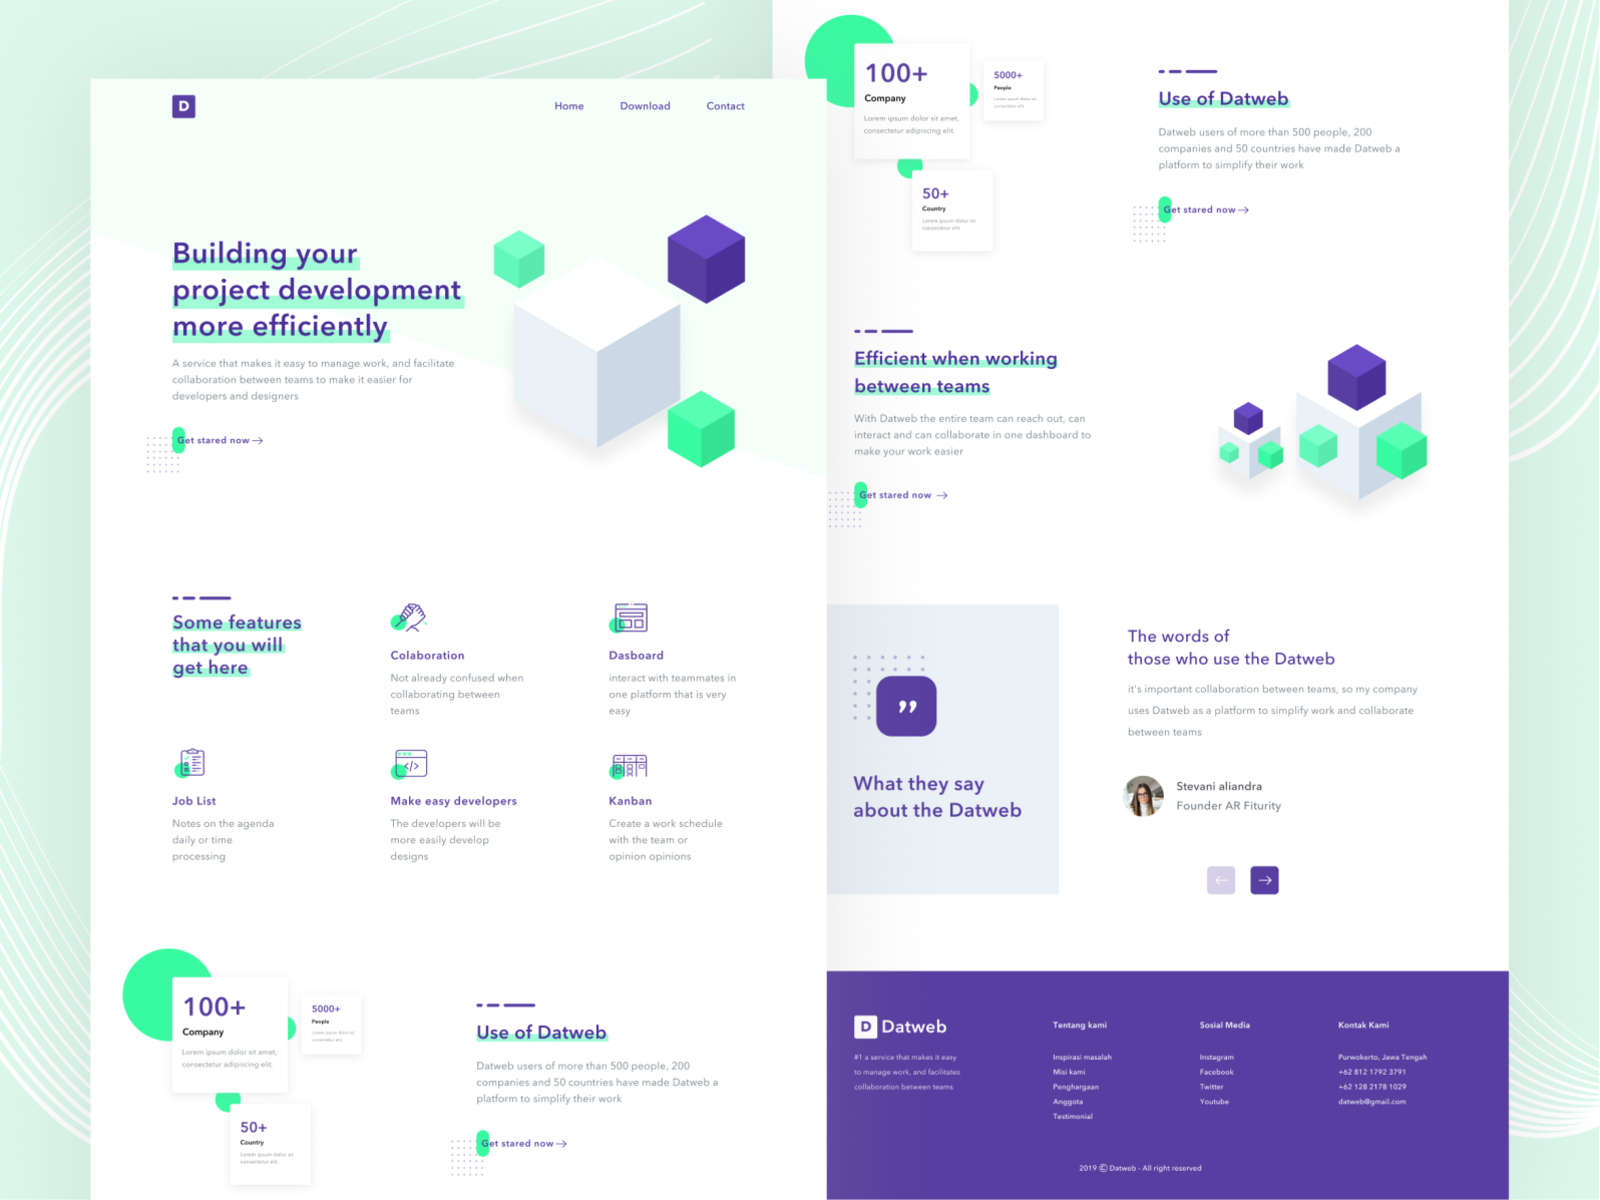 D
Home
Download
Contact
Building your
project development
more efficiently
A service that makes it easy to manage work, and facilitate
collaboration between teams to make it easier for
developers and designers
Get stared now
Some features
that you will
get here
Colaboration
Not already confused when
collaborating between
teams
Dasboard
interact with teammates in
one platform that is very
easy
Job List
Notes on the agenda
daily or time
processing
Make easy developers
The developers will be
more easily develop
designs
Kanban
Create a work schedule
with the team or
opinion opinions
100+
Company
Lorem ipsum dolor sit amet,
consectetur adipiscing elit.
5000+
People
Lorem ipsum dolor sit
consectetur elit.
50+
Country
Lorem ipsum dolor sit
consectetur elit.
Use of Datweb
Datweb users of more than 500 people, 200
companies and 50 countries have made Datweb a
platform to simplify their work
Get stared now
100+
Company
Lorem ipsum dolor sit amet,
consectetur adipiscing elit.
5000+
People
Lorem ipsum dolor sit
consectetur elit.
50+
Country
Lorem ipsum dolor sit
consectetur elit.
Use of Datweb
Datweb users of more than 500 people, 200
companies and 50 countries have made Datweb a
platform to simplify their work
Get stared now
Efficient when working
between teams
With Datweb the entire team can reach out, can
interact and can collaborate in one dashboard to
make your work easier
Get stared now
”
What they say
about the Datweb
The words of
those who use the Datweb
it's important collaboration between teams, so my company
uses Datweb as a platform to simplify work and collaborate
between teams
Stevani aliandra
Founder AR Fiturity
D Datweb
#1 a service that makes it easy
to manage work, and facilitates
collaboration between teams
Tentang kami
Inspirasi masalah
Misi kami
Penghargaan
Anggota
Testimonial
Sosial Media
Instagram
Facebook
Twitter
Youtube
Kontak Kami
Purwokerto, Jawa Tengah
+62 812 1792 3791
+62 128 2178 1029
datweb@gmail.com
2019 © Datweb - All right reserved